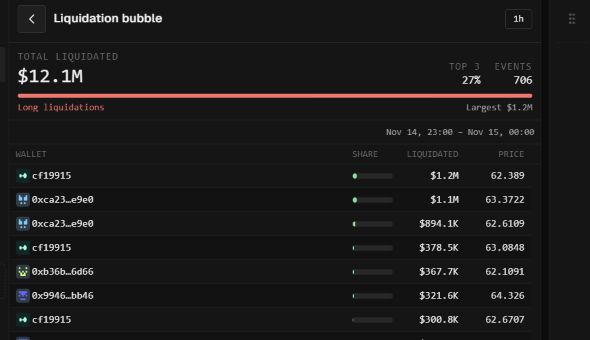 Liquidation bubble 1h
TOTAL LIQUIDATED
$12.1M
TOP 3 EVENTS
27% 706
Long liquidations Largest $1.2M
Nov 14, 23:00 – Nov 15, 00:00
WALLET SHARE LIQUIDATED PRICE
cf19915 $1.2M 62.389
0xca23…e9e0 $1.1M 63.3722
0xca23…e9e0 $894.1K 62.6109
cf19915 $378.5K 63.0848
0xb36b…6d66 $367.7K 62.1091
0x9946…bb46 $321.6K 64.326
cf19915 $300.8K 62.6707